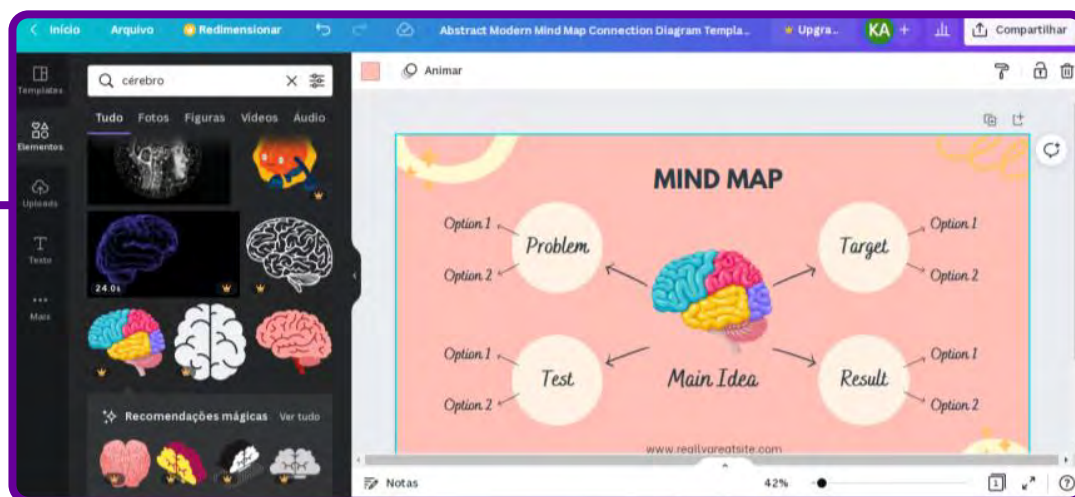 Início Arquivo Redimensionar Abstract Modern Mind Map Connection Diagram Templa... Upgra... KA + Compartilhar
Templates
Elementos
Uploads
Texto
Mais
cérebro
Tudo Fotos Figuras Vídeos Áudio
24.0s
Recomendações mágicas Ver tudo
Animar
MIND MAP
Option 1
Option 2
Problem
Target
Option 1
Option 2
Option 1
Option 2
Test
Main Idea
Result
Option 1
Option 2
www.reallygreatsite.com
Notas 42% 1